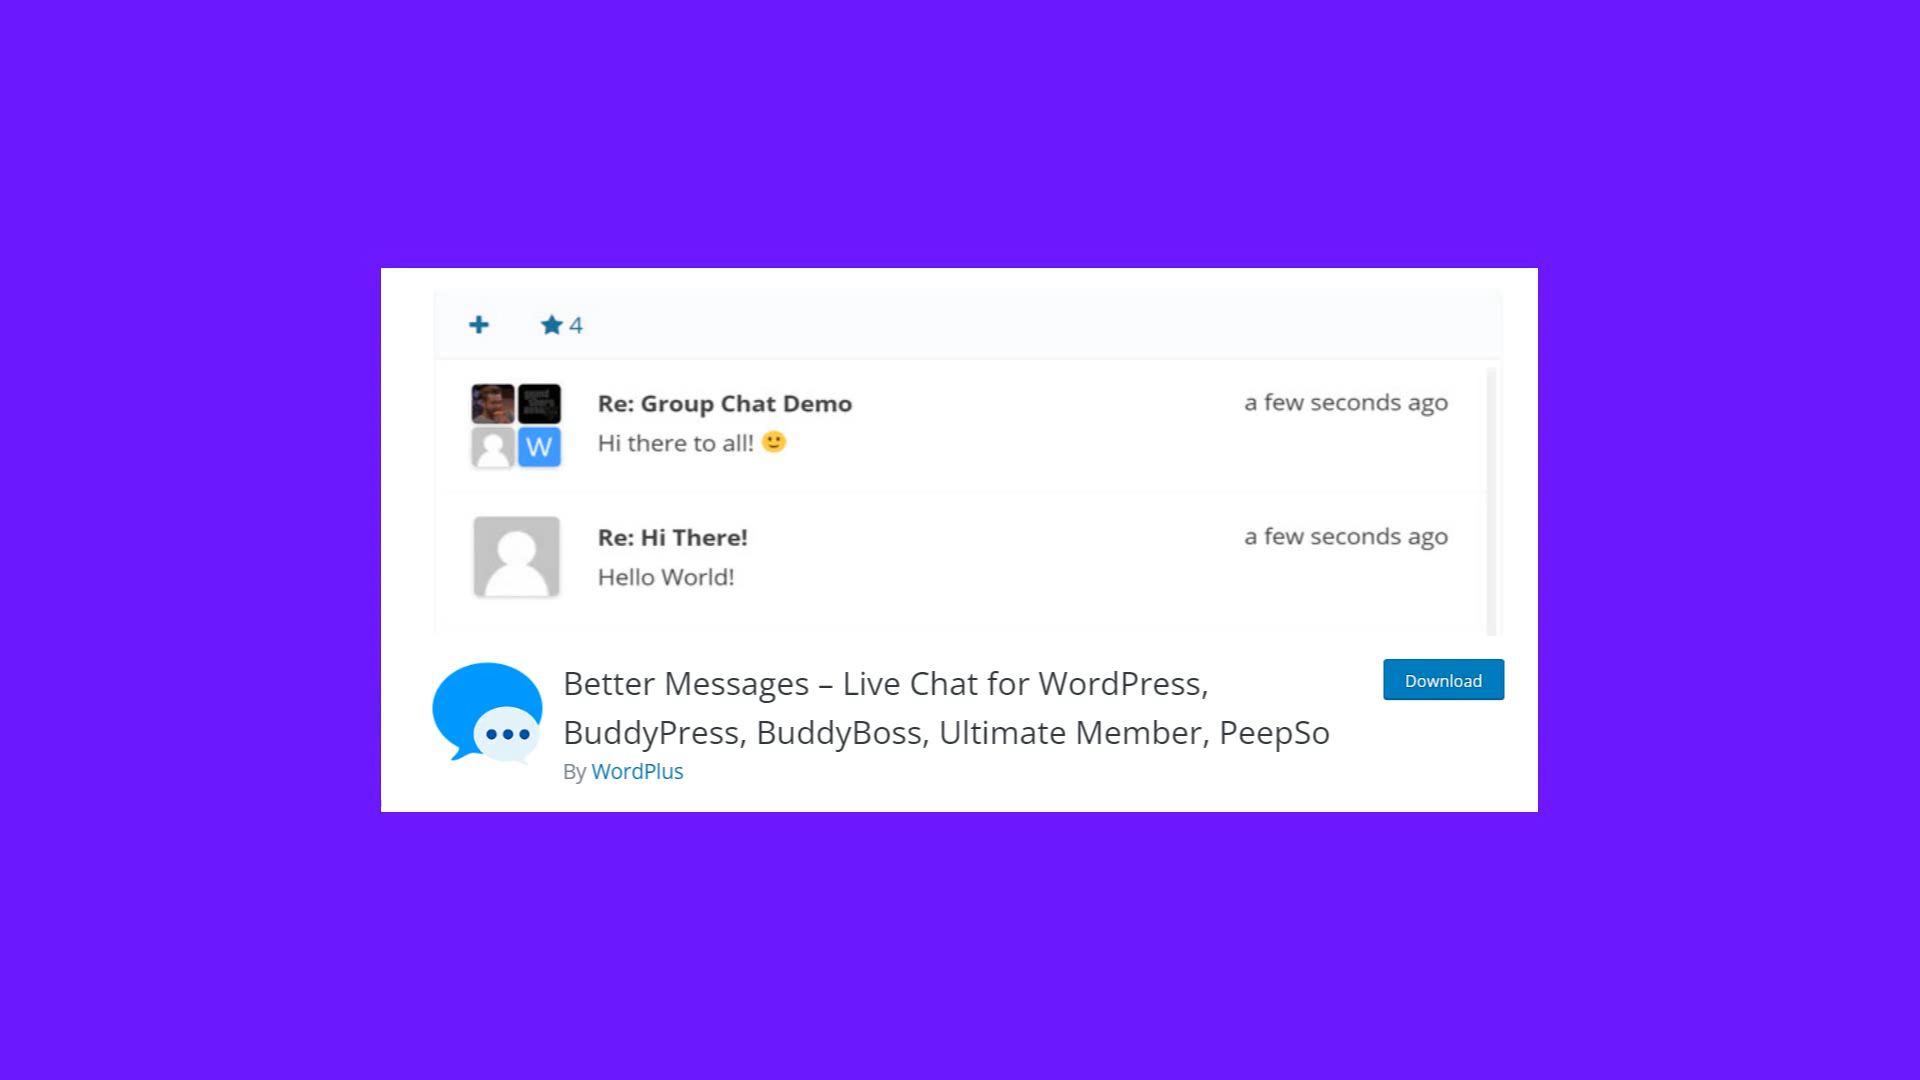 4
Re: Group Chat Demo
a few seconds ago
Hi there to all! 🙂
W
Re: Hi There!
a few seconds ago
Hello World!
Better Messages – Live Chat for WordPress,
BuddyPress, BuddyBoss, Ultimate Member, PeepSo
Download
By WordPlus